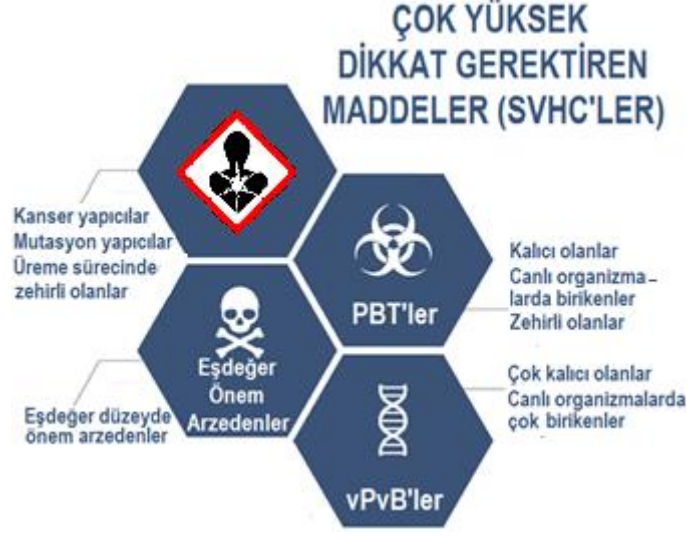 ÇOK YÜKSEK
DİKKAT GEREKTİREN
MADDELER (SVHC'LER)
Kanser yapıcılar
Mutasyon yapıcılar
Üreme sürecinde
zehirli olanlar
PBT'ler
Kalıcı olanlar
Canlı organizma-
larda birikenler
Zehirli olanlar
Eşdeğer
Önem
Arzedenler
Eşdeğer düzeyde
önem arzedenler
vPvB'ler
Çok kalıcı olanlar
Canlı organizmalarda
çok birikenler